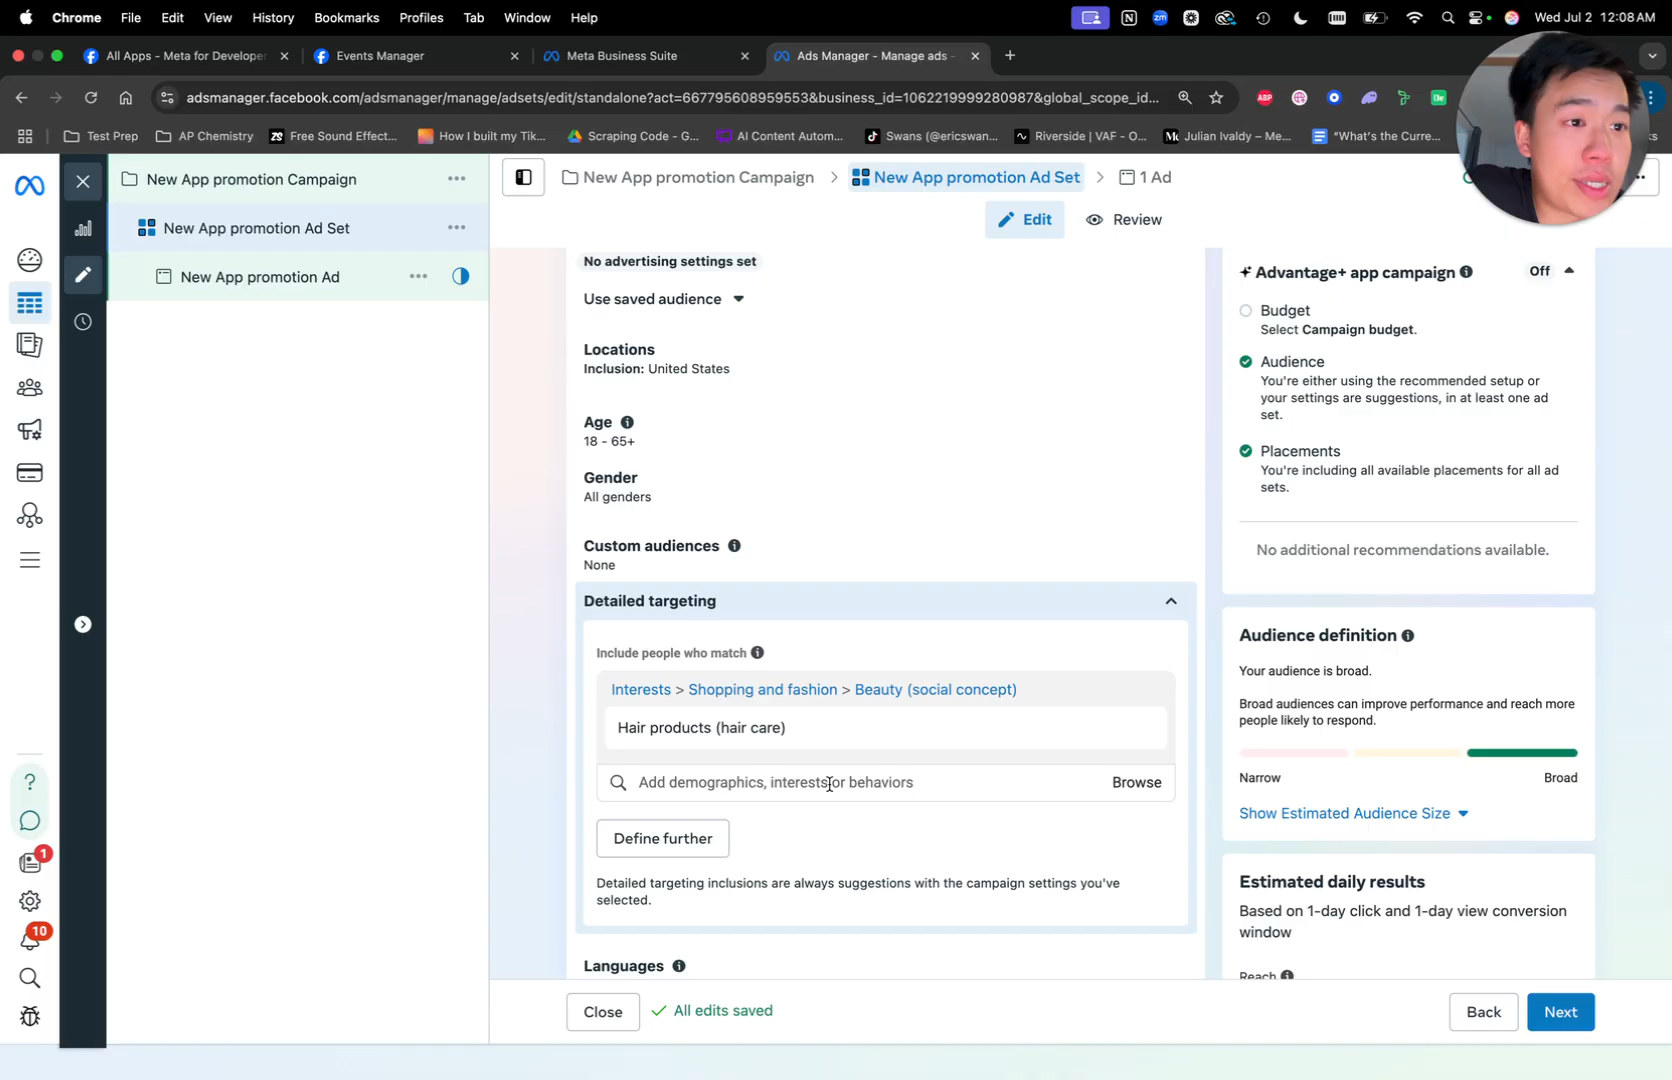 Chrome File Edit View History Bookmarks Profiles Tab Window Help Wed Jul 2 12:08 AM
All Apps - Meta for Developer
Events Manager
Meta Business Suite
Ads Manager - Manage ads -
adsmanager.facebook.com/adsmanager/manage/adsets/edit/standalone?act=667795608959553&business_id=1062219999280987&global_scope_id...
Test Prep
AP Chemistry
Free Sound Effect...
How I built my Tik...
Scraping Code - G...
AI Content Autom...
Swans (@ericswan...
Riverside | VAF - O...
Julian Ivaldy – Me...
“What's the Curre...
New App promotion Campaign
New App promotion Ad Set
New App promotion Ad
New App promotion Campaign > New App promotion Ad Set > 1 Ad
Edit
Review
No advertising settings set
Use saved audience
Locations
Inclusion: United States
Age
18 - 65+
Gender
All genders
Custom audiences
None
Detailed targeting
Include people who match
Interests > Shopping and fashion > Beauty (social concept)
Hair products (hair care)
Add demographics, interests or behaviors
Browse
Define further
Detailed targeting inclusions are always suggestions with the campaign settings you've
selected.
Languages
Close
All edits saved
Back
Next
Advantage+ app campaign
Off
Budget
Select Campaign budget.
Audience
You're either using the recommended setup or
your settings are suggestions, in at least one ad
set.
Placements
You're including all available placements for all ad
sets.
No additional recommendations available.
Audience definition
Your audience is broad.
Broad audiences can improve performance and reach more
people likely to respond.
Narrow
Broad
Show Estimated Audience Size
Estimated daily results
Based on 1-day click and 1-day view conversion
window
Reach
1
10